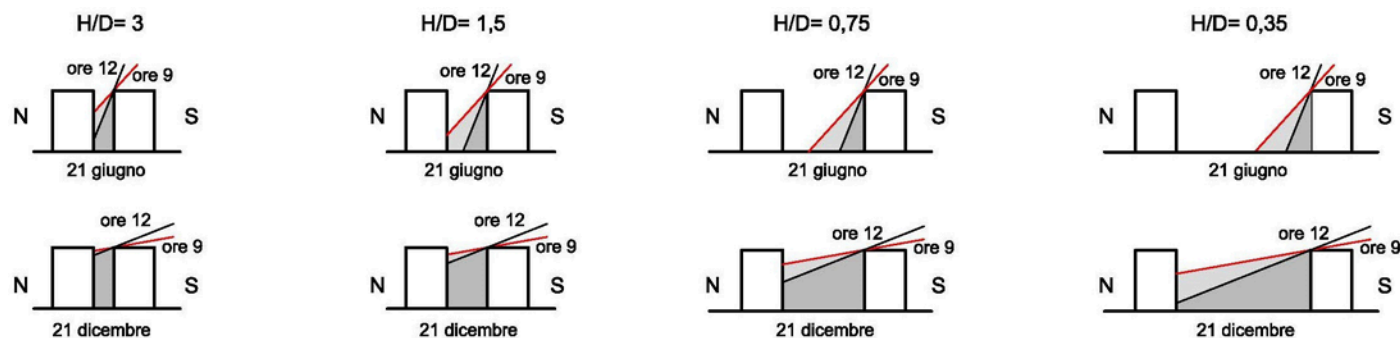 H/D= 3
H/D= 1,5
H/D= 0,75
H/D= 0,35
ore 12
ore 9
N
S
21 giugno
ore 12
ore 9
N
S
21 giugno
ore 12
ore 9
N
S
21 giugno
ore 12
ore 9
N
S
21 giugno
ore 12
ore 9
N
S
21 dicembre
ore 12
ore 9
N
S
21 dicembre
ore 12
ore 9
N
S
21 dicembre
ore 12
ore 9
N
S
21 dicembre